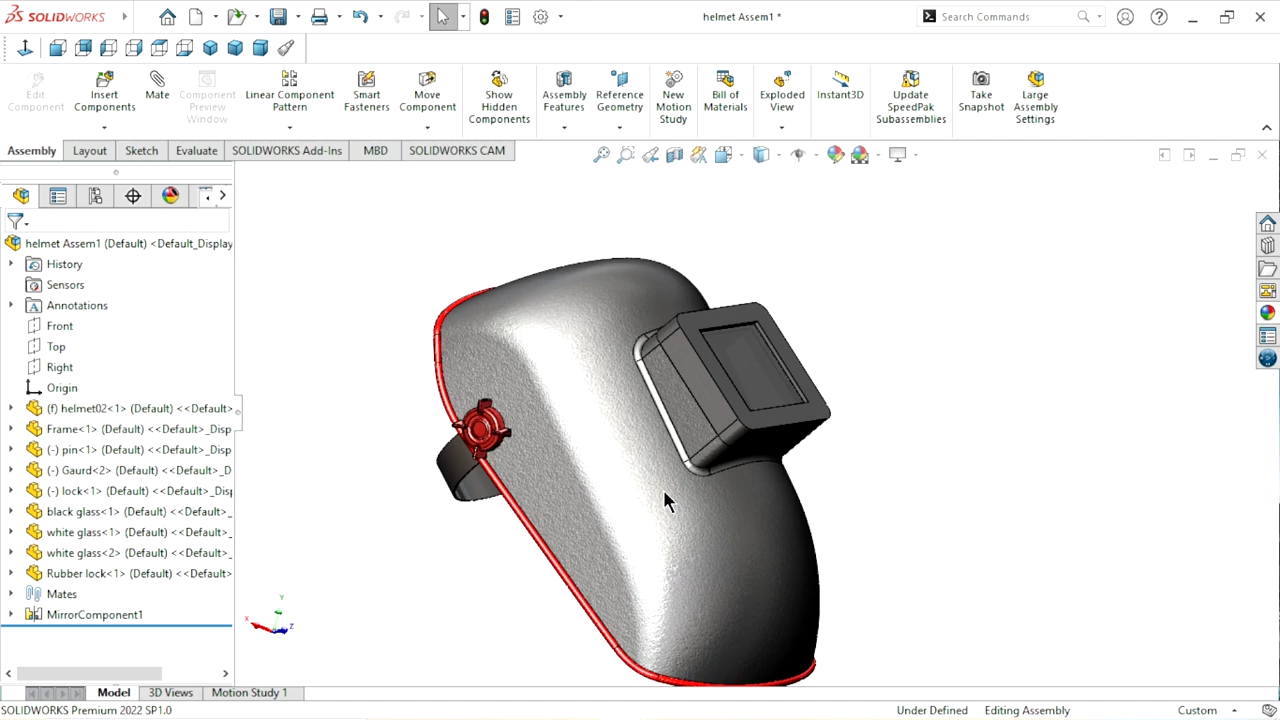 SOLIDWORKS
helmet Assem1 *
Search Commands
Edit Component
Insert Components
Mate
Component Preview Window
Linear Component Pattern
Smart Fasteners
Move Component
Show Hidden Components
Assembly Features
Reference Geometry
New Motion Study
Bill of Materials
Exploded View
Instant3D
Update SpeedPak Subassemblies
Take Snapshot
Large Assembly Settings
Assembly
Layout
Sketch
Evaluate
SOLIDWORKS Add-Ins
MBD
SOLIDWORKS CAM
helmet Assem1 (Default) <Default_Display
History
Sensors
Annotations
Front
Top
Right
Origin
(f) helmet02<1> (Default) <<Default>
Frame<1> (Default) <<Default>_Disp
(-) pin<1> (Default) <<Default>_Disp
(-) Gaurd<2> (Default) <<Default>_D
(-) lock<1> (Default) <<Default>_Disp
black glass<1> (Default) <<Default>_
white glass<1> (Default) <<Default>_
white glass<2> (Default) <<Default>_
Rubber lock<1> (Default) <<Default>
Mates
MirrorComponent1
Y
X
Z
Model
3D Views
Motion Study 1
SOLIDWORKS Premium 2022 SP1.0
Under Defined
Editing Assembly
Custom